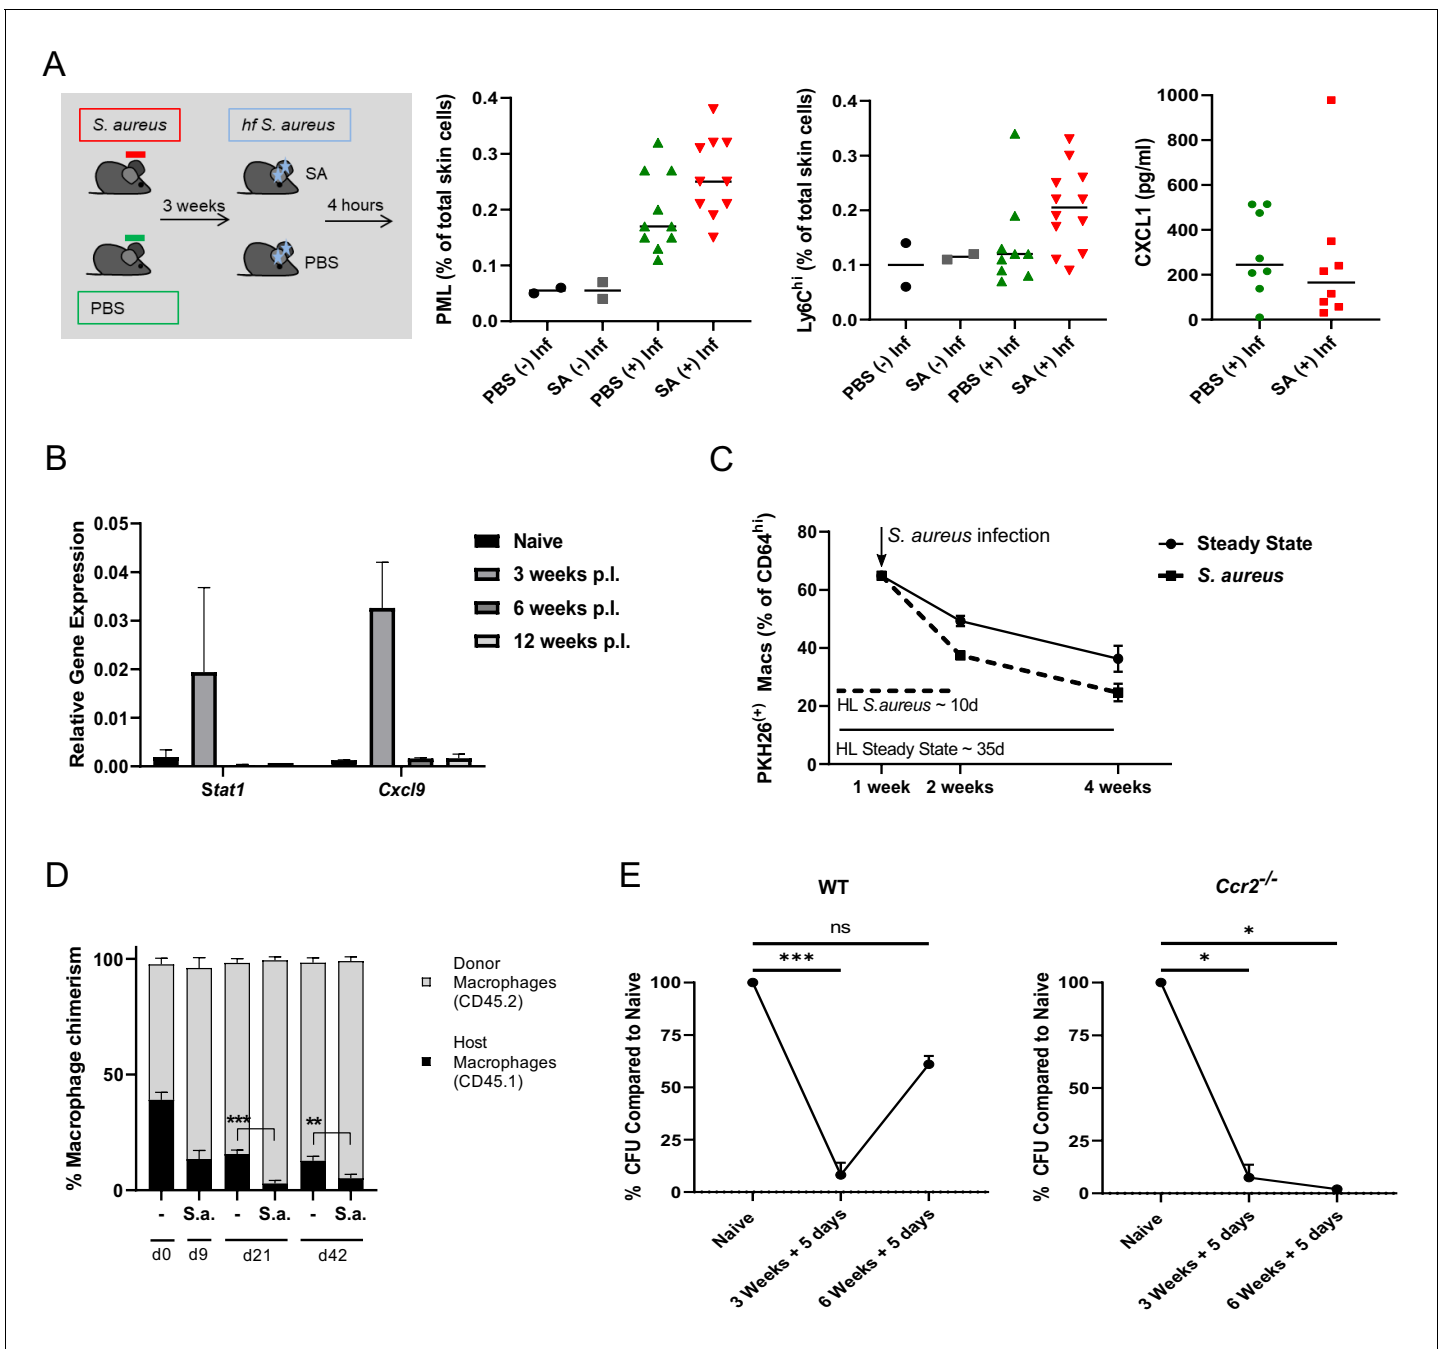 A
S. aureus
hf S. aureus
SA
3 weeks
4 hours
PBS
PBS
PML (% of total skin cells)
0.4
0.3
0.2
0.1
0.0
PBS (-) Inf
SA (-) Inf
PBS (+) Inf
SA (+) Inf
Ly6Chi (% of total skin cells)
0.4
0.3
0.2
0.1
0.0
PBS (-) Inf
SA (-) Inf
PBS (+) Inf
SA (+) Inf
CXCL1 (pg/ml)
1000
800
600
400
200
0
PBS (+) Inf
SA (+) Inf
B
Relative Gene Expression
0.05
0.04
0.03
0.02
0.01
0.00
Stat1
Cxcl9
Naive
3 weeks p.I.
6 weeks p.I.
12 weeks p.I.
C
PKH26(+) Macs (% of CD64hi)
80
60
40
20
0
S. aureus infection
HL S.aureus ~ 10d
HL Steady State ~ 35d
1 week
2 weeks
4 weeks
Steady State
S. aureus
D
% Macrophage chimerism
100
50
0
***
**
- S.a. - S.a. - S.a.
d0 d9 d21 d42
Donor
Macrophages
(CD45.2)
Host
Macrophages
(CD45.1)
E
WT
ns
***
% CFU Compared to Naive
100
75
50
25
0
Naive
3 Weeks + 5 days
6 Weeks + 5 days
Ccr2-/-
*
*
% CFU Compared to Naive
100
75
50
25
0
Naive
3 Weeks + 5 days
6 Weeks + 5 days